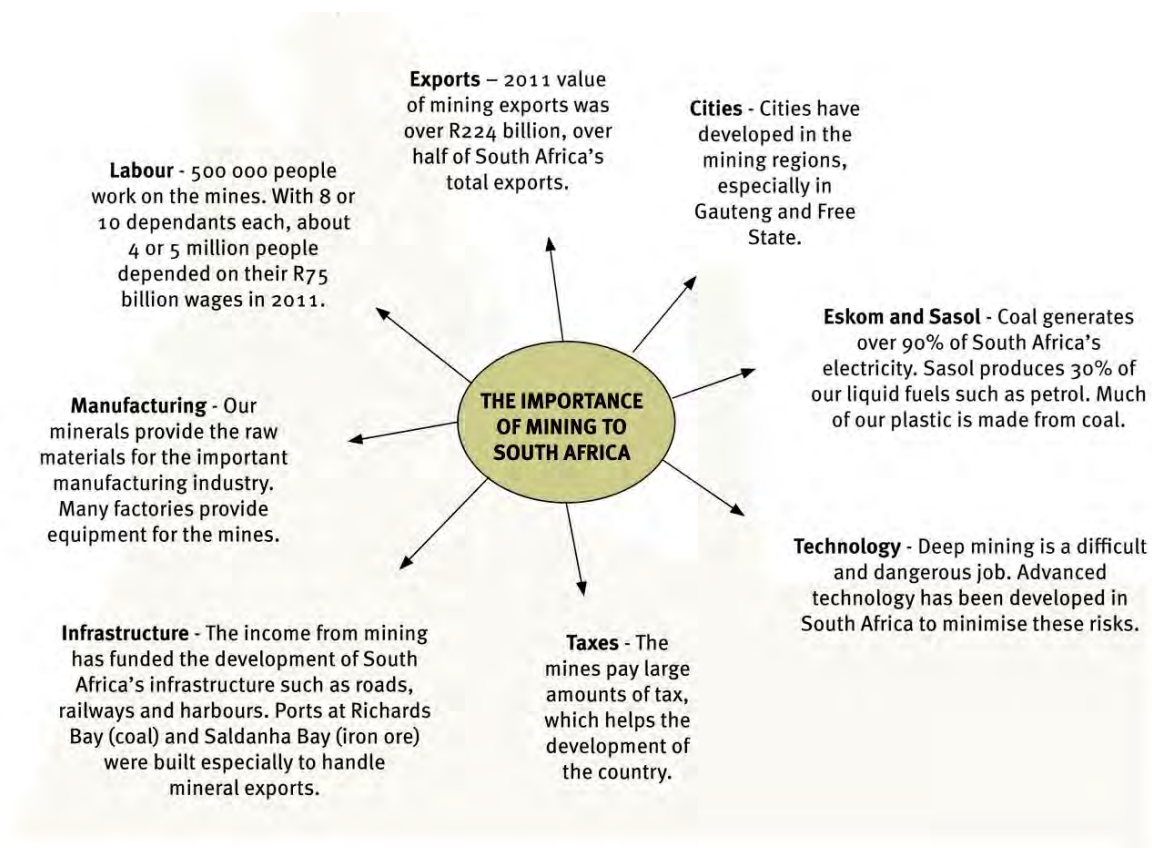 Exports – 2011 value
of mining exports was
over R224 billion, over
half of South Africa's
total exports.
Cities - Cities have
developed in the
mining regions,
especially in
Gauteng and Free
State.
Labour - 500 000 people
work on the mines. With 8 or
10 dependants each, about
4 or 5 million people
depended on their R75
billion wages in 2011.
Eskom and Sasol - Coal generates
over 90% of South Africa's
electricity. Sasol produces 30% of
our liquid fuels such as petrol. Much
of our plastic is made from coal.
THE IMPORTANCE
OF MINING TO
SOUTH AFRICA
Manufacturing - Our
minerals provide the raw
materials for the important
manufacturing industry.
Many factories provide
equipment for the mines.
Technology - Deep mining is a difficult
and dangerous job. Advanced
technology has been developed in
South Africa to minimise these risks.
Infrastructure - The income from mining
has funded the development of South
Africa's infrastructure such as roads,
railways and harbours. Ports at Richards
Bay (coal) and Saldanha Bay (iron ore)
were built especially to handle
mineral exports.
Taxes - The
mines pay large
amounts of tax,
which helps the
development of
the country.